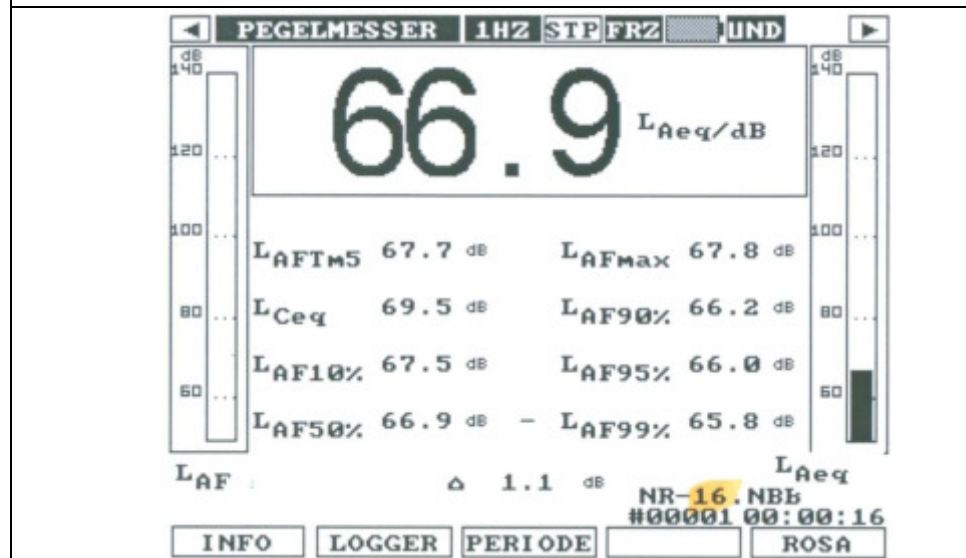 ◄ PEGELMESSER 1HZ STP FRZ UND ►
dB dB
140 140
66.9 LAeq/dB
120 120
100 100
LAFTm5 67.7 dB LAFmax 67.8 dB
LCeq 69.5 dB LAF90% 66.2 dB
80 80
LAF10% 67.5 dB LAF95% 66.0 dB
60 60
LAF50% 66.9 dB - LAF99% 65.8 dB
LAF : △ 1.1 dB LAeq
NR-16.NBB
#00001 00:00:16
INFO LOGGER PERIODE ROSA